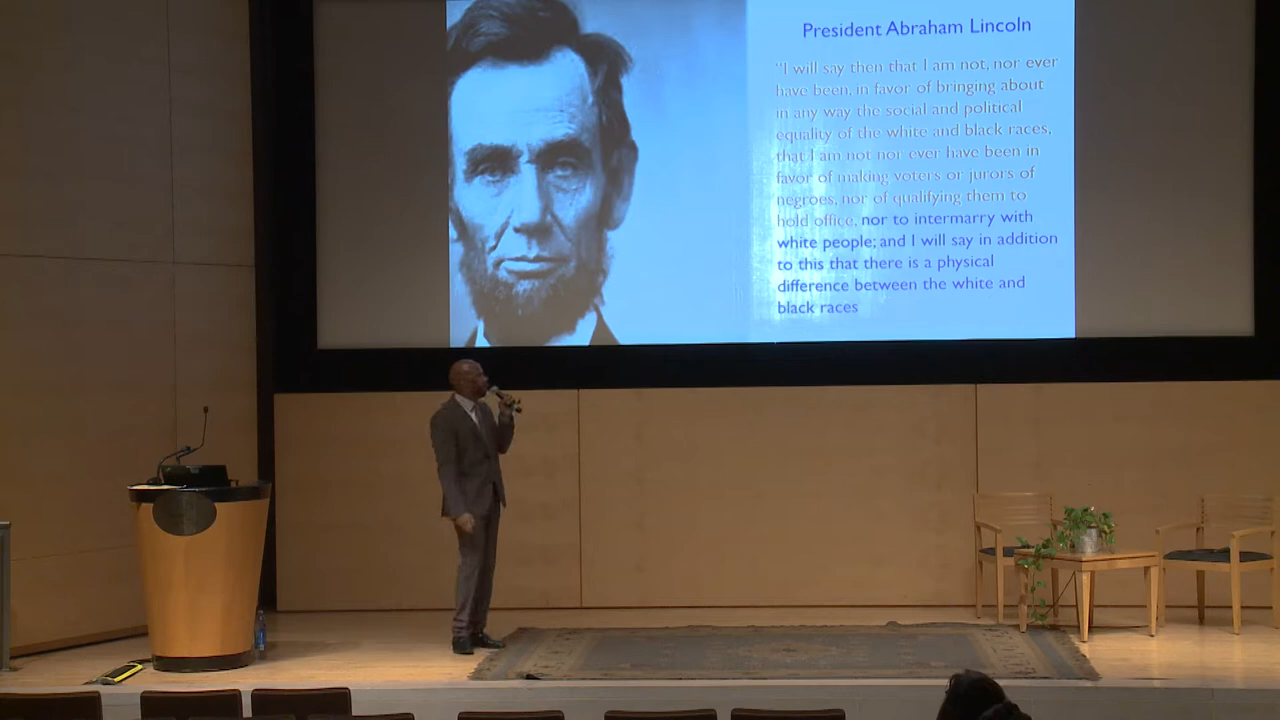 President Abraham Lincoln
"I will say then that I am not, nor ever
have been, in favor of bringing about
in any way the social and political
equality of the white and black races,
that I am not nor ever have been in
favor of making voters or jurors of
negroes, nor of qualifying them to
hold office, nor to intermarry with
white people; and I will say in addition
to this that there is a physical
difference between the white and
black races